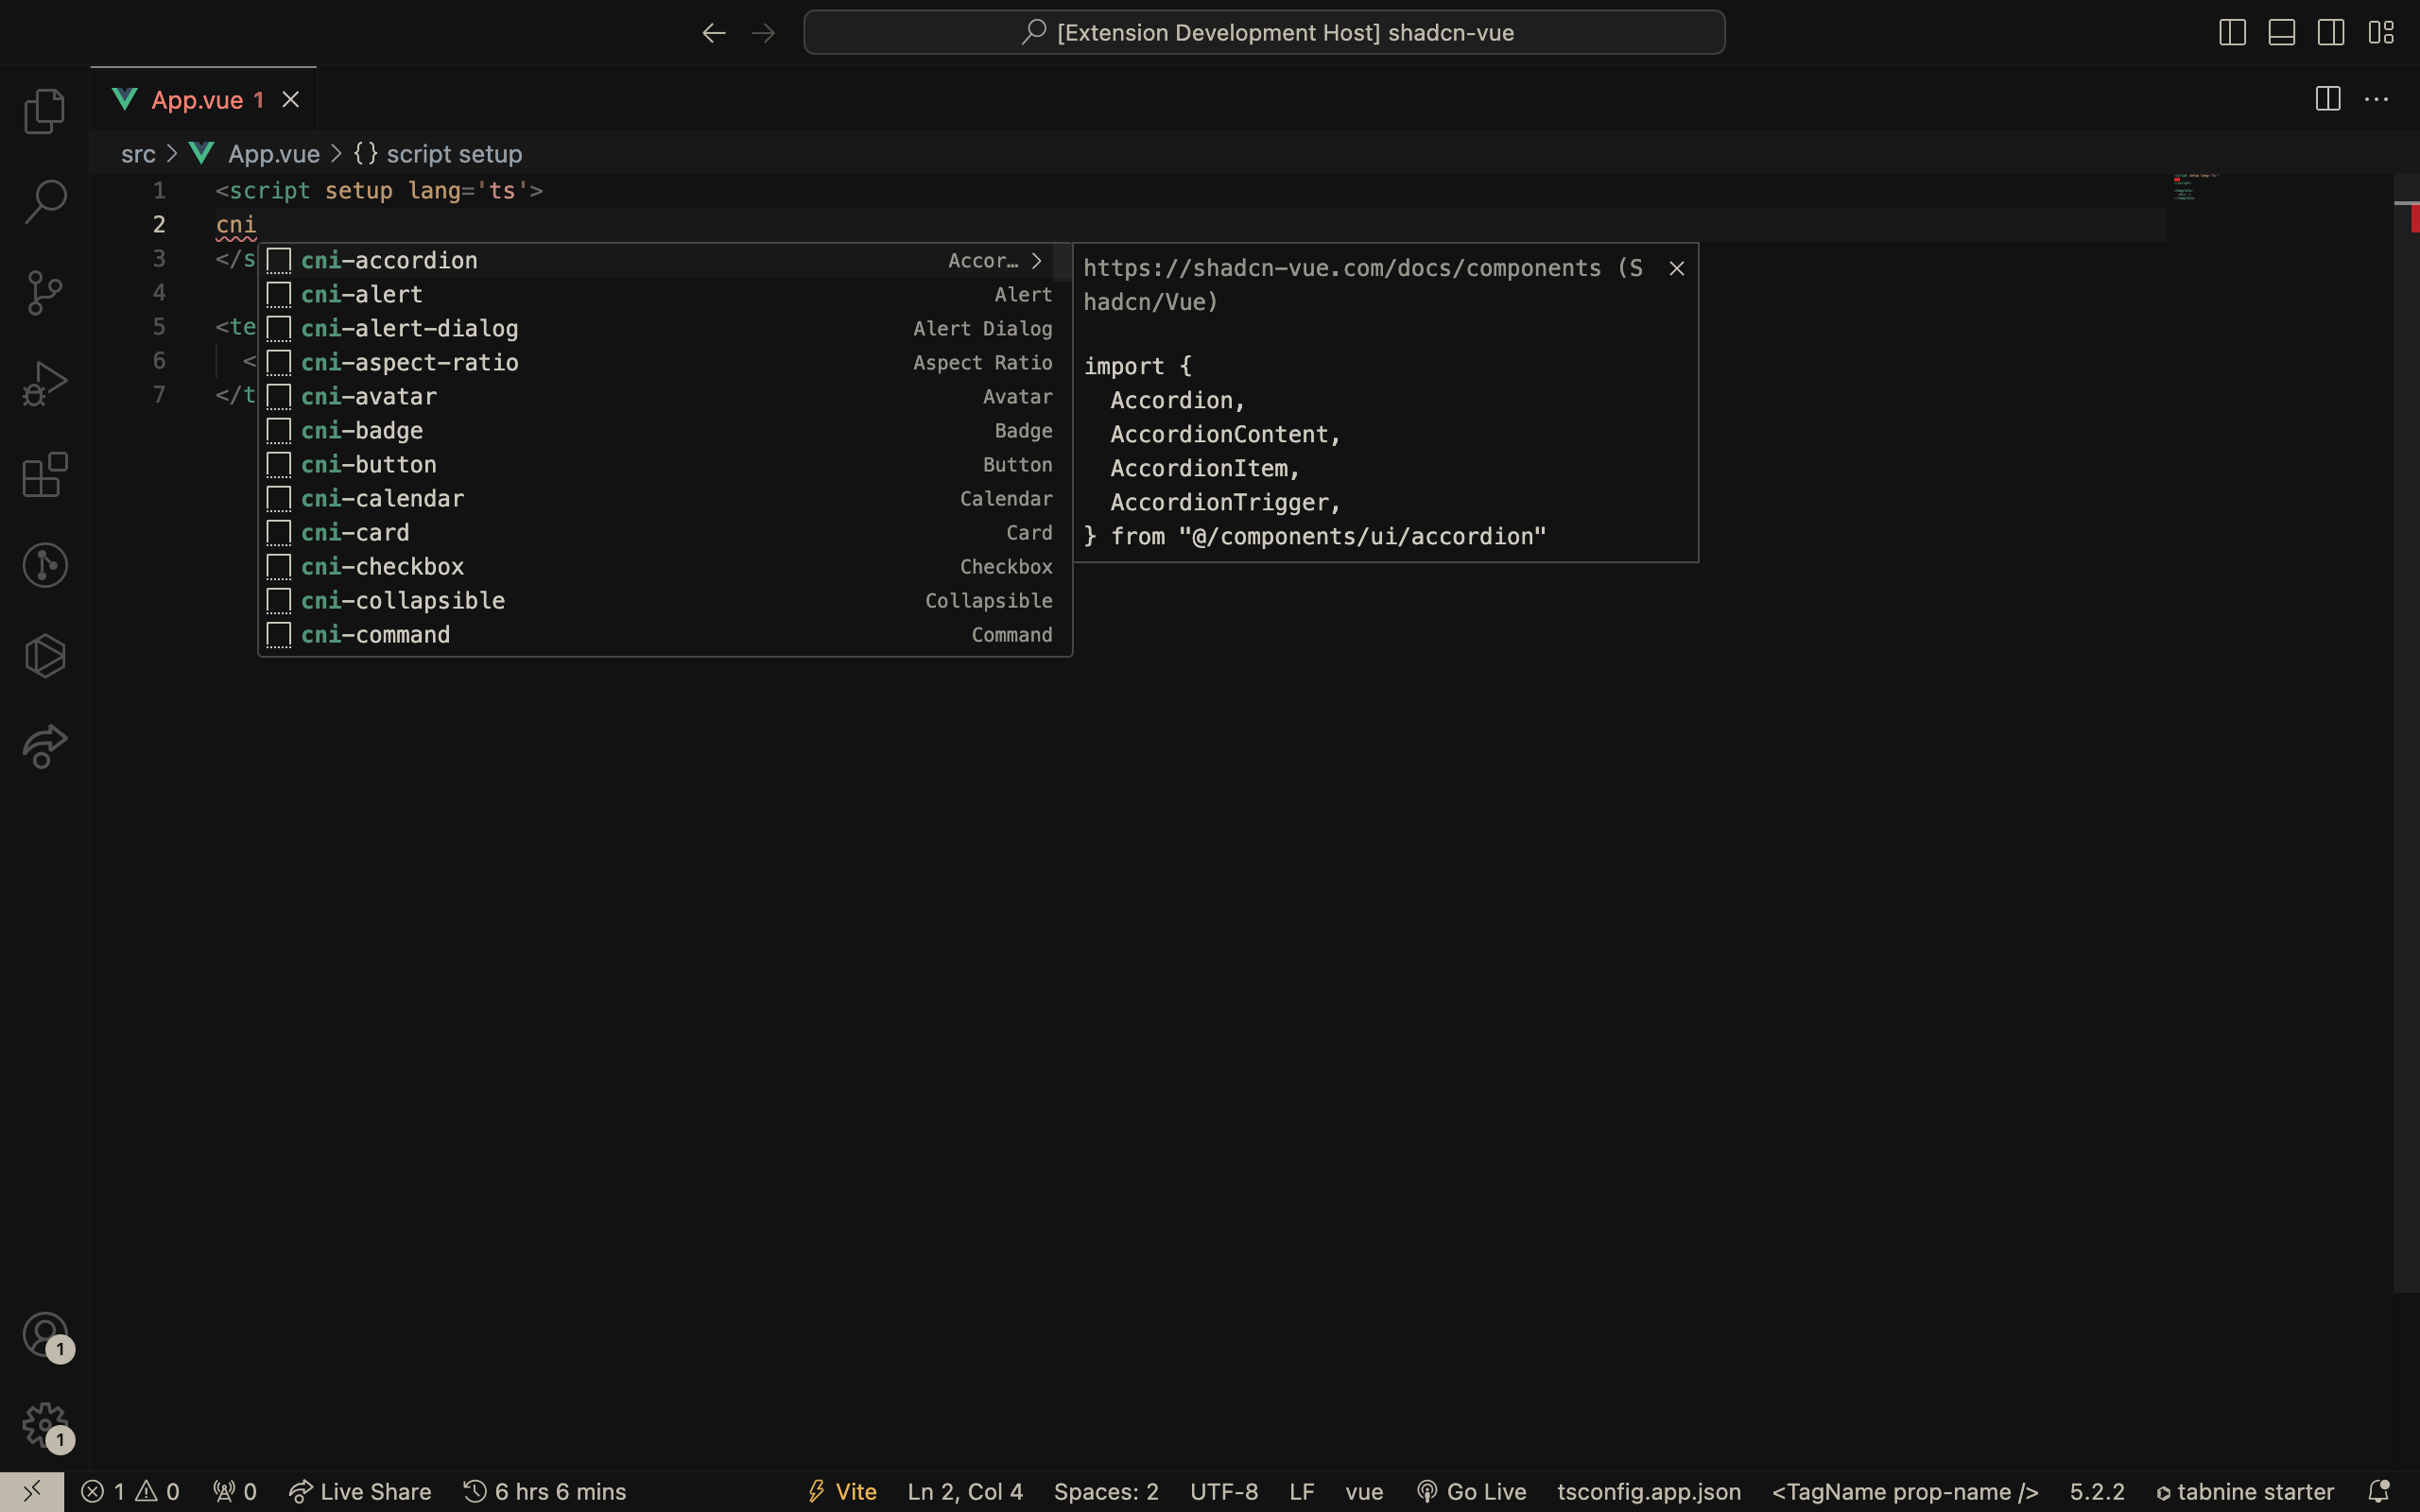 [Extension Development Host] shadcn-vue
App.vue 1
src > App.vue > {} script setup
1 <script setup lang='ts'>
2 cni
3 </s
4
5 <te
6 <
7 </t
cni-accordion Accor… >
cni-alert Alert
cni-alert-dialog Alert Dialog
cni-aspect-ratio Aspect Ratio
cni-avatar Avatar
cni-badge Badge
cni-button Button
cni-calendar Calendar
cni-card Card
cni-checkbox Checkbox
cni-collapsible Collapsible
cni-command Command
https://shadcn-vue.com/docs/components (S
hadcn/Vue)
import {
Accordion,
AccordionContent,
AccordionItem,
AccordionTrigger,
} from "@/components/ui/accordion"
1
1
1 0 0 Live Share 6 hrs 6 mins Vite Ln 2, Col 4 Spaces: 2 UTF-8 LF vue Go Live tsconfig.app.json <TagName prop-name /> 5.2.2 tabnine starter